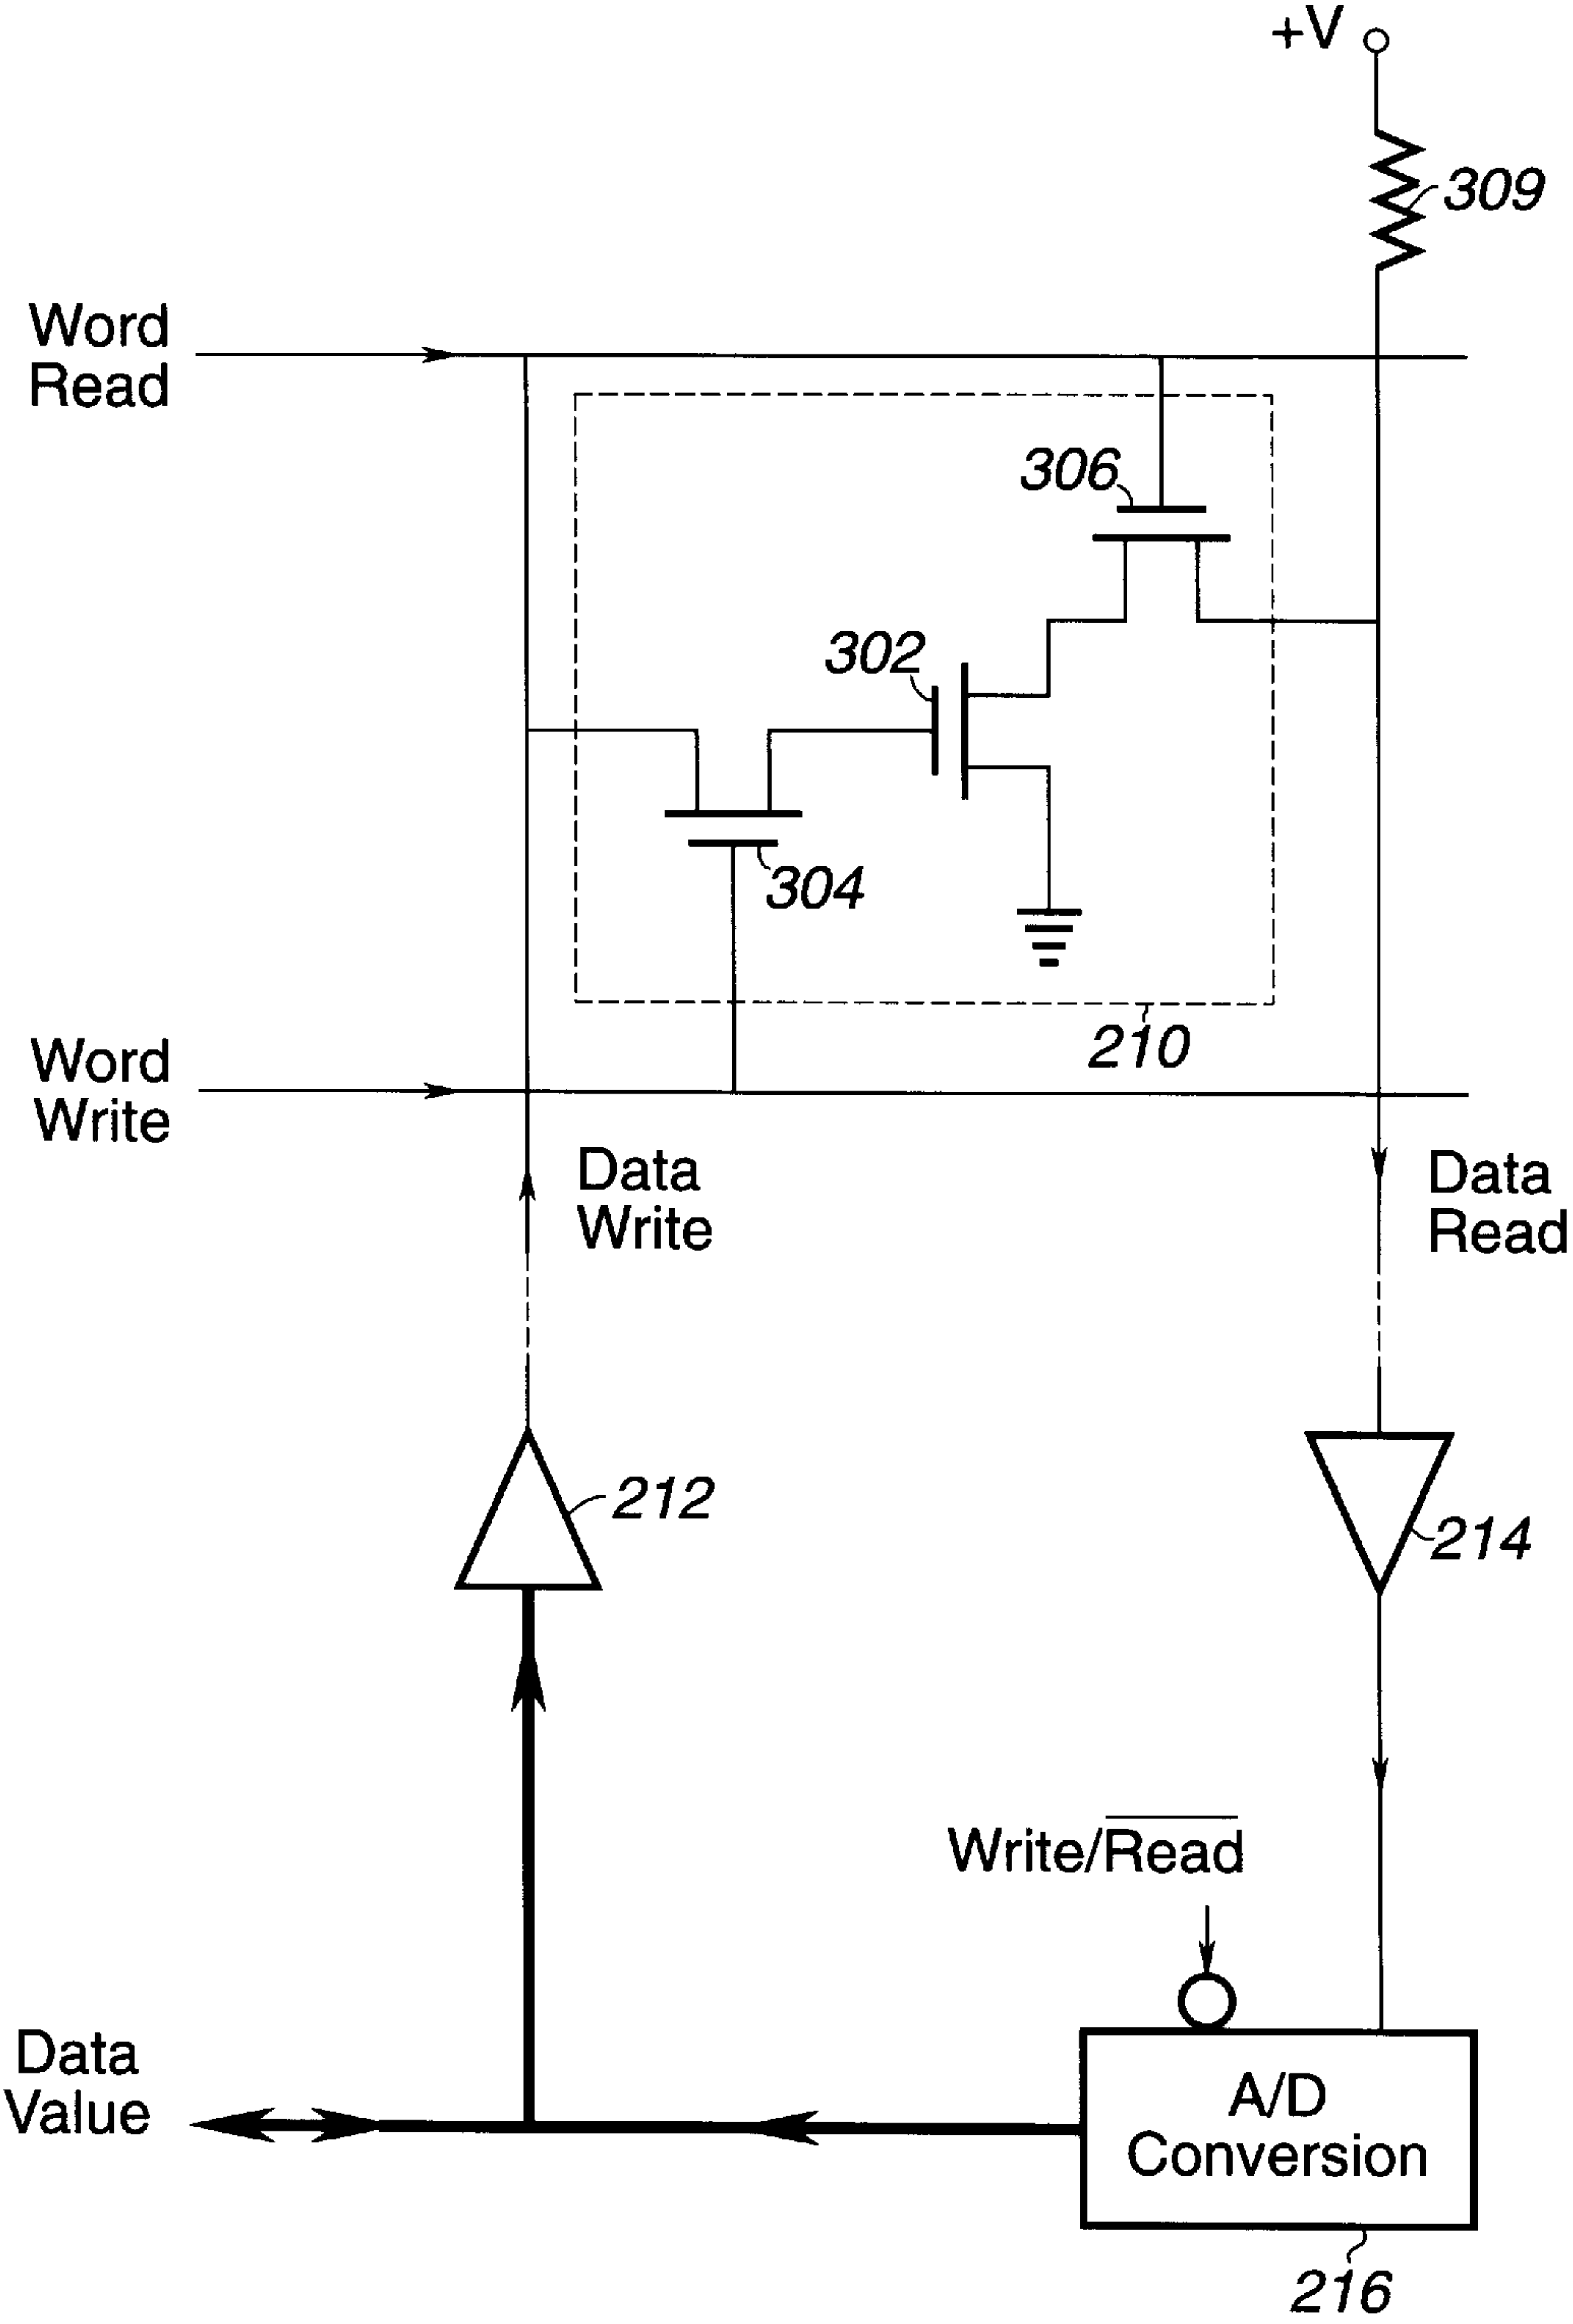 +V
309
Word
Read
306
302
304
210
Word
Write
Data
Write
Data
Read
212
214
Write/Read
Data
Value
A/D
Conversion
216